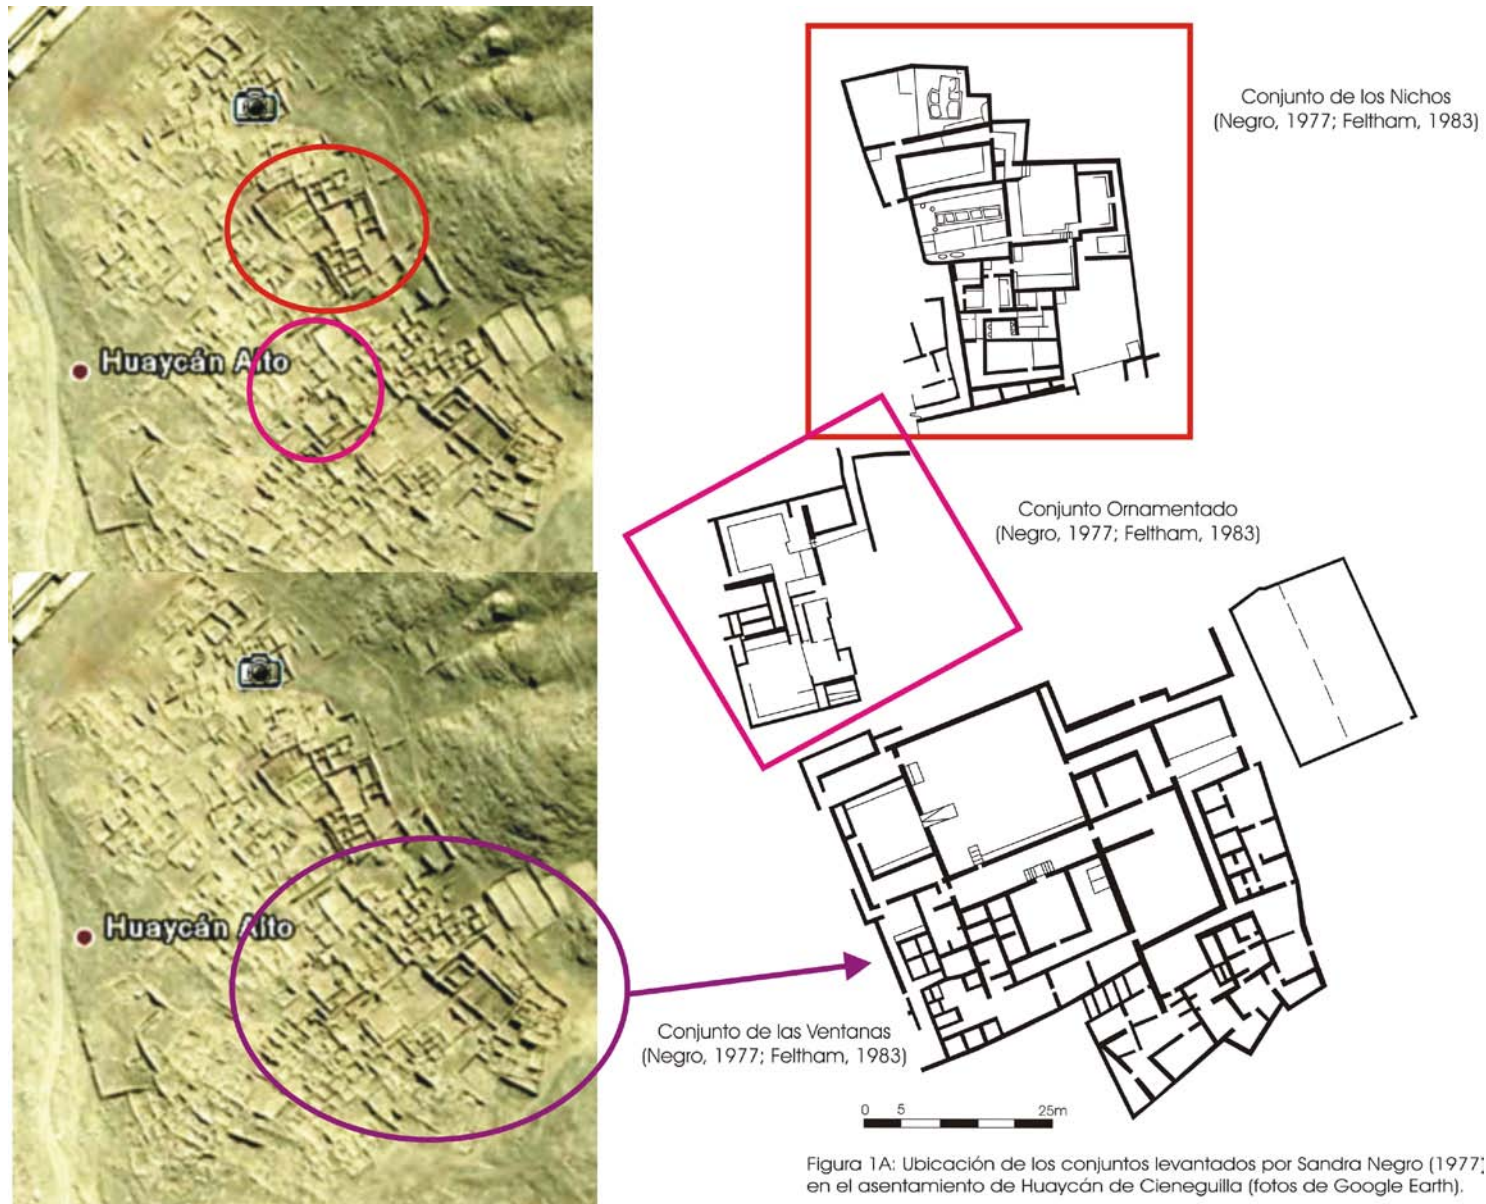 Conjunto de los Nichos
(Negro, 1977; Feltham, 1983)
Huaycán Alto
Conjunto Ornamentado
(Negro, 1977; Feltham, 1983)
Huaycán Alto
Conjunto de las Ventanas
(Negro, 1977; Feltham, 1983)
0 5 25m
Figura 1A: Ubicación de los conjuntos levantados por Sandra Negro (1977)
en el asentamiento de Huaycán de Cieneguilla (fotos de Google Earth).